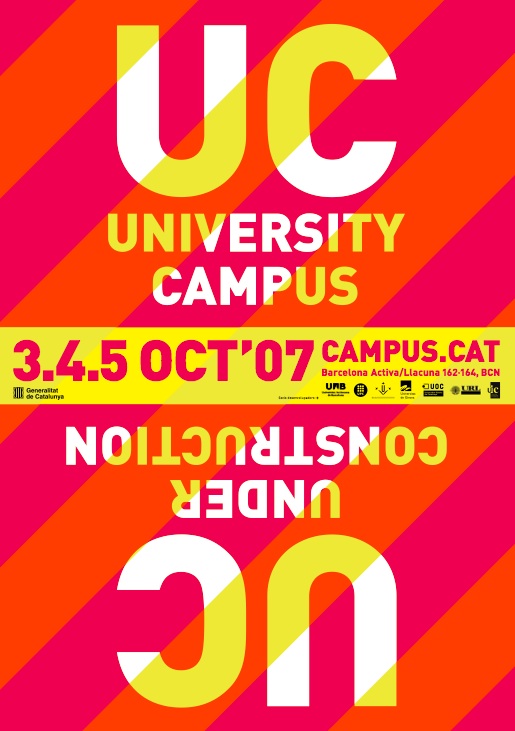 UC
UNIVERSITY
CAMPUS
3.4.5 OCT'07
CAMPUS.CAT
Barcelona Activa/Llacuna 162-164, BCN
Generalitat
de Catalunya
UAB
UOC
URL
UNDER
CONSTRUCTION
UC